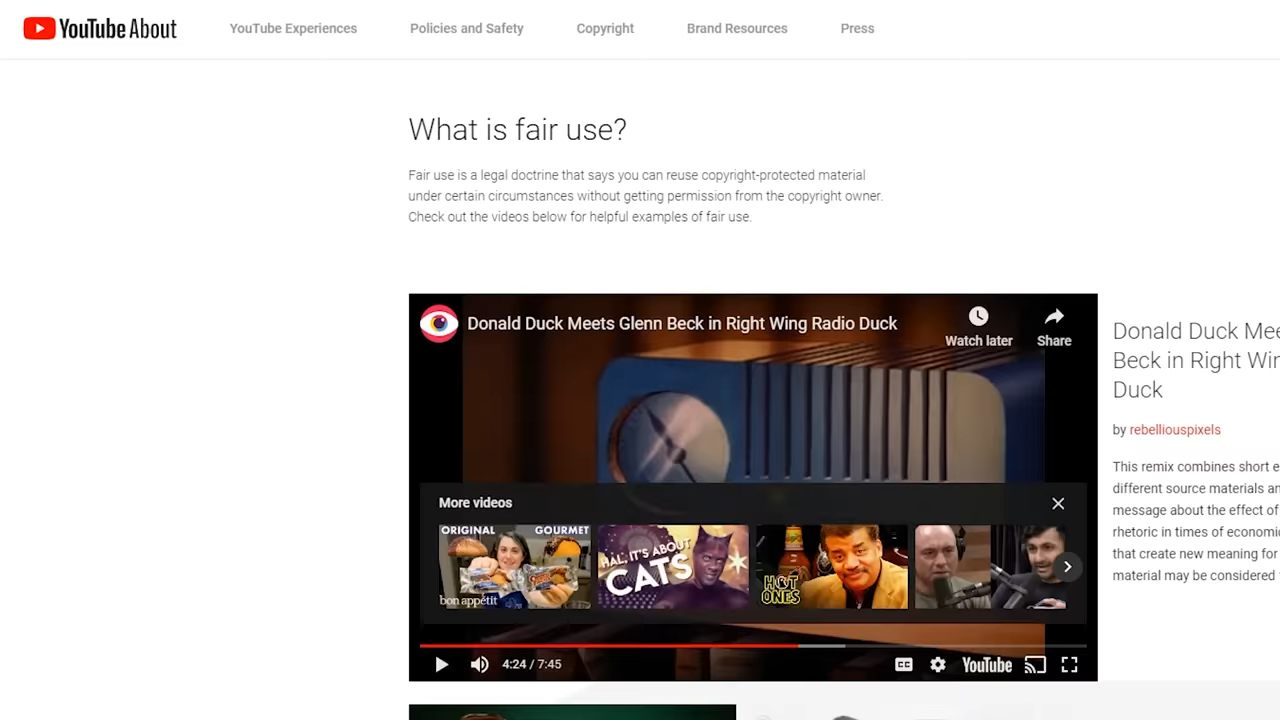 YouTube About
YouTube Experiences
Policies and Safety
Copyright
Brand Resources
Press
What is fair use?
Fair use is a legal doctrine that says you can reuse copyright-protected material
under certain circumstances without getting permission from the copyright owner.
Check out the videos below for helpful examples of fair use.
Donald Duck Meets Glenn Beck in Right Wing Radio Duck
Watch later
Share
More videos
ORIGINAL GOURMET
bon appétit
HAL, IT'S ABOUT
CATS
HOT
ONES
4:24 / 7:45
CC
YouTube
Donald Duck Mee
Beck in Right Win
Duck
by rebelliouspixels
This remix combines short e
different source materials an
message about the effect of
rhetoric in times of economi
that create new meaning for
material may be considered